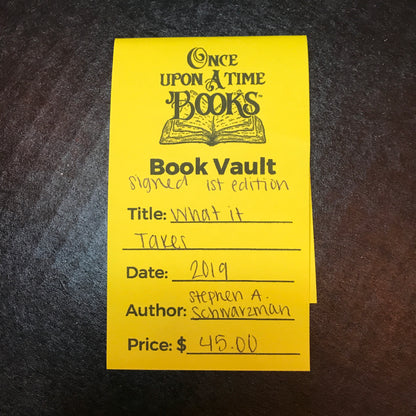 Once
upon A time
Books
Book Vault
signed 1st edition
Title: What it
Takes
Date: 2019
Stephen A.
Author: Schwarzman
Price: $ 45.00